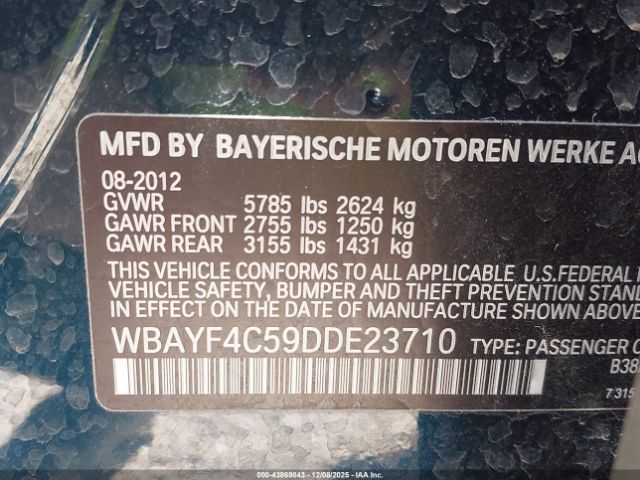 MFD BY BAYERISCHE MOTOREN WERKE AG
08-2012
GVWR 5785 lbs 2624 kg
GAWR FRONT 2755 lbs 1250 kg
GAWR REAR 3155 lbs 1431 kg
THIS VEHICLE CONFORMS TO ALL APPLICABLE U.S.FEDERAL
VEHICLE SAFETY, BUMPER, AND THEFT PREVENTION STAND
IN EFFECT ON THE DATE OF MANUFACTURE SHOWN ABOVE
WBAYF4C59DDE23710 TYPE: PASSENGER C
B38
7 315
000-43869843 - 12/08/2025 - IAA Inc.